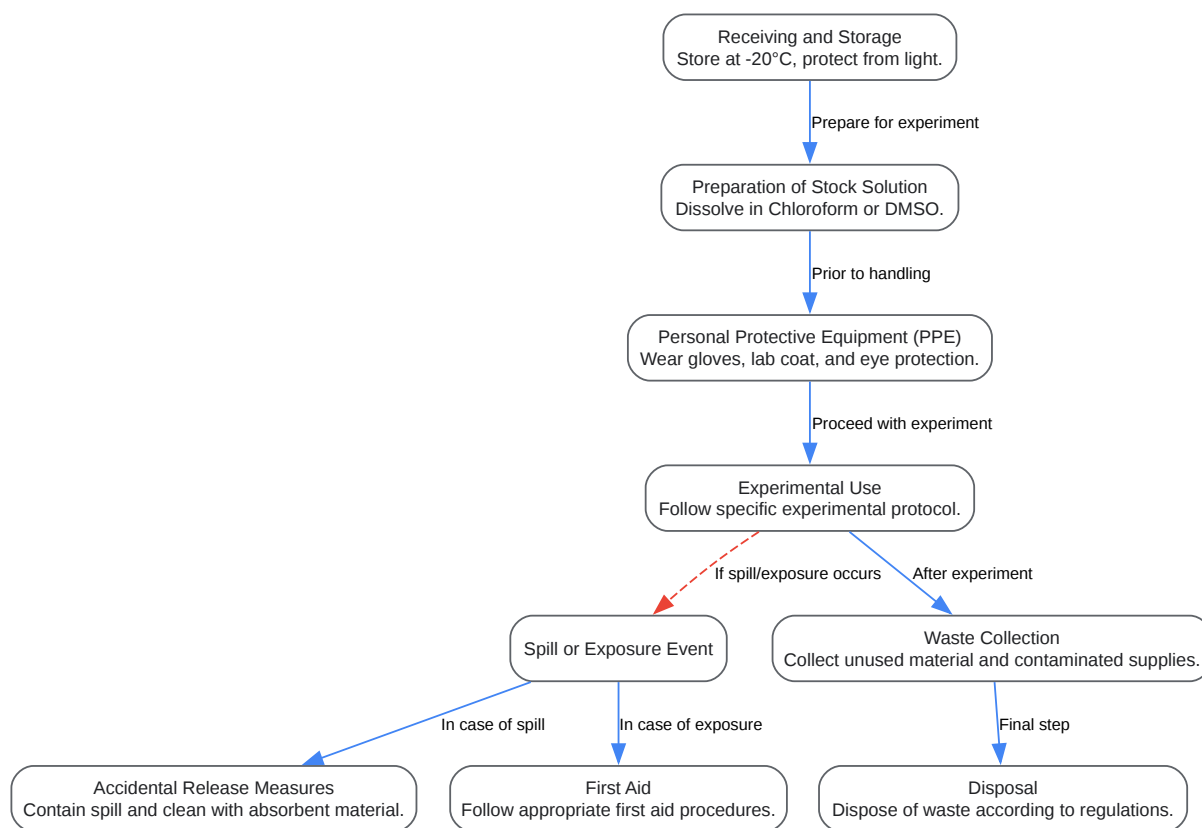 Receiving and Storage
Store at -20°C, protect from light.
Prepare for experiment
Preparation of Stock Solution
Dissolve in Chloroform or DMSO.
Prior to handling
Personal Protective Equipment (PPE)
Wear gloves, lab coat, and eye protection.
Proceed with experiment
Experimental Use
Follow specific experimental protocol.
If spill/exposure occurs
After experiment
Spill or Exposure Event
Waste Collection
Collect unused material and contaminated supplies.
In case of spill
In case of exposure
Final step
Accidental Release Measures
Contain spill and clean with absorbent material.
First Aid
Follow appropriate first aid procedures.
Disposal
Dispose of waste according to regulations.